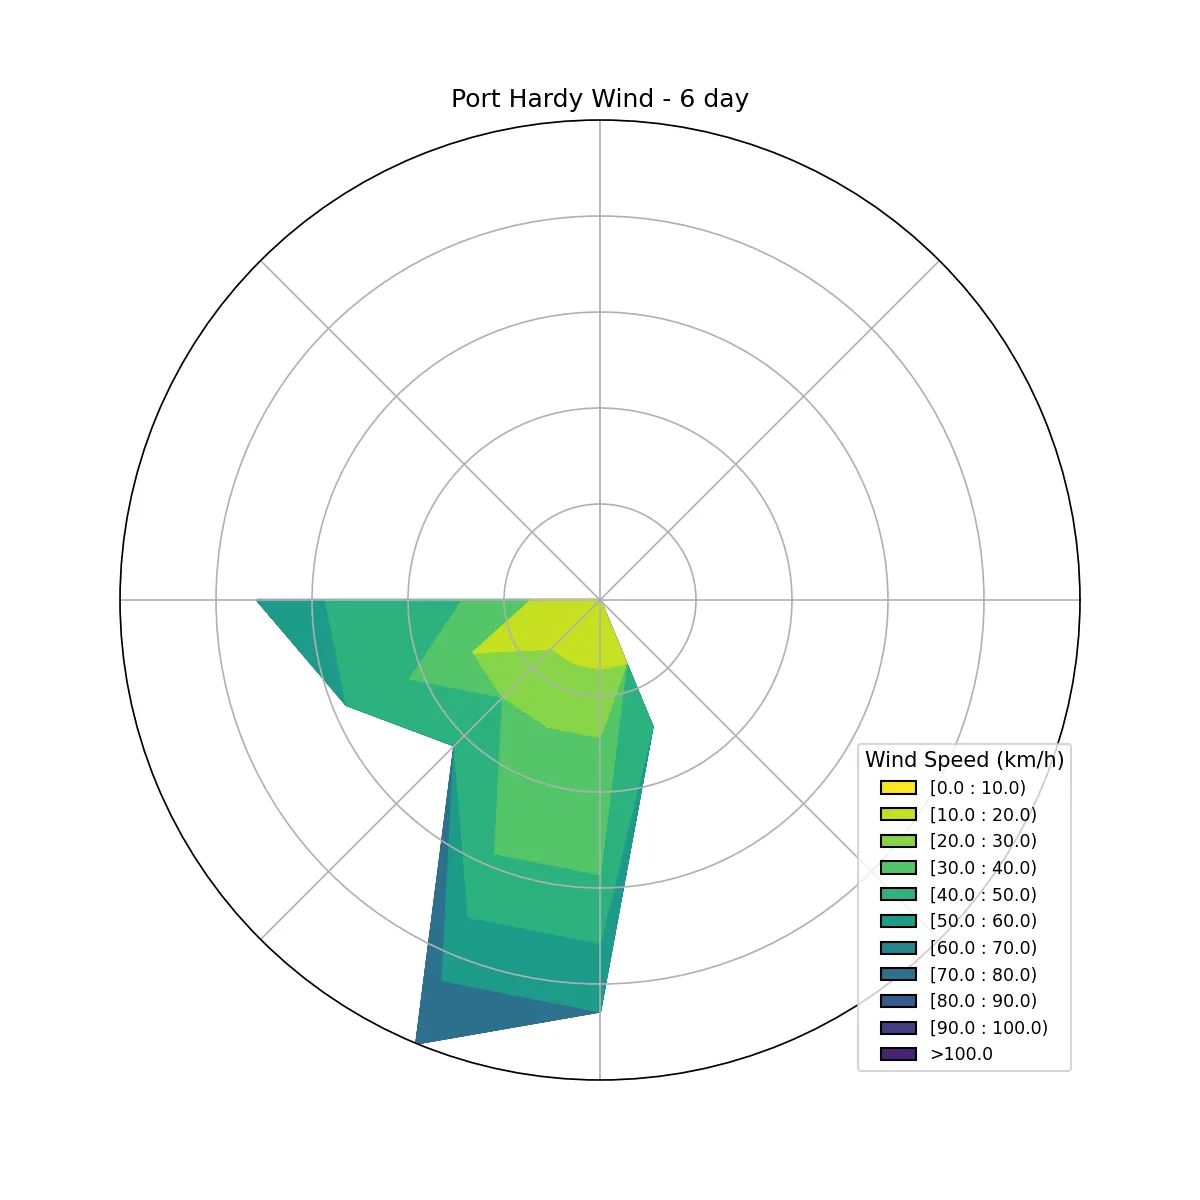 Port Hardy Wind - 6 day
Wind Speed (km/h)
[0.0 : 10.0)
[10.0 : 20.0)
[20.0 : 30.0)
[30.0 : 40.0)
[40.0 : 50.0)
[50.0 : 60.0)
[60.0 : 70.0)
[70.0 : 80.0)
[80.0 : 90.0)
[90.0 : 100.0)
>100.0